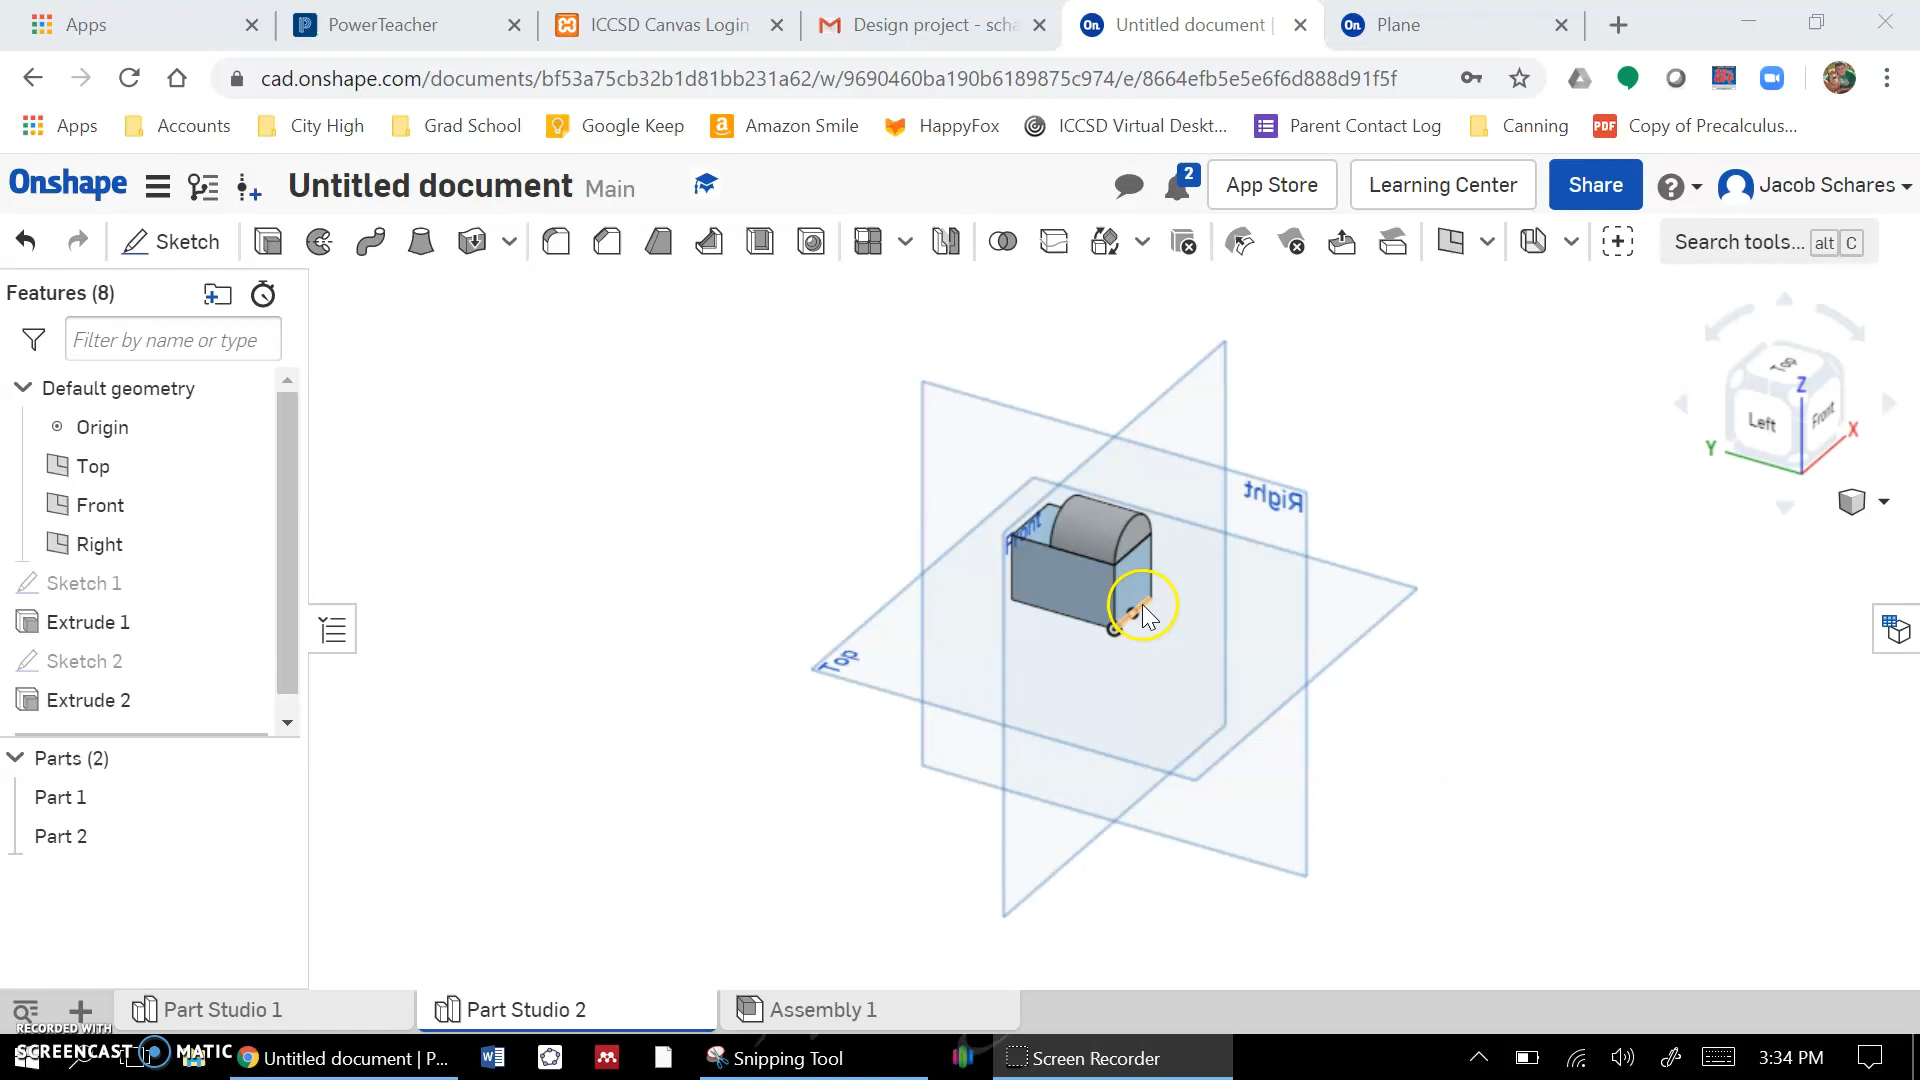 Apps
PowerTeacher
ICCSD Canvas Login
Design project - scha
Untitled document |
Plane
cad.onshape.com/documents/bf53a75cb32b1d81bb231a62/w/9690460ba190b6189875c974/e/8664efb5e5e6f6d888d91f5f
Apps
Accounts
City High
Grad School
Google Keep
Amazon Smile
HappyFox
ICCSD Virtual Deskt...
Parent Contact Log
Canning
PDF
Copy of Precalculus...
Onshape
Untitled document Main
2
App Store
Learning Center
Share
Jacob Schares
Sketch
Search tools... alt C
Features (8)
Filter by name or type
Default geometry
Origin
Top
Front
Right
Sketch 1
Extrude 1
Sketch 2
Extrude 2
Parts (2)
Part 1
Part 2
Right
Front
Top
Top
Left
Front
Z
X
Y
Part Studio 1
Part Studio 2
Assembly 1
RECORDED WITH
SCREENCAST MATIC
Untitled document | P...
Snipping Tool
Screen Recorder
3:34 PM